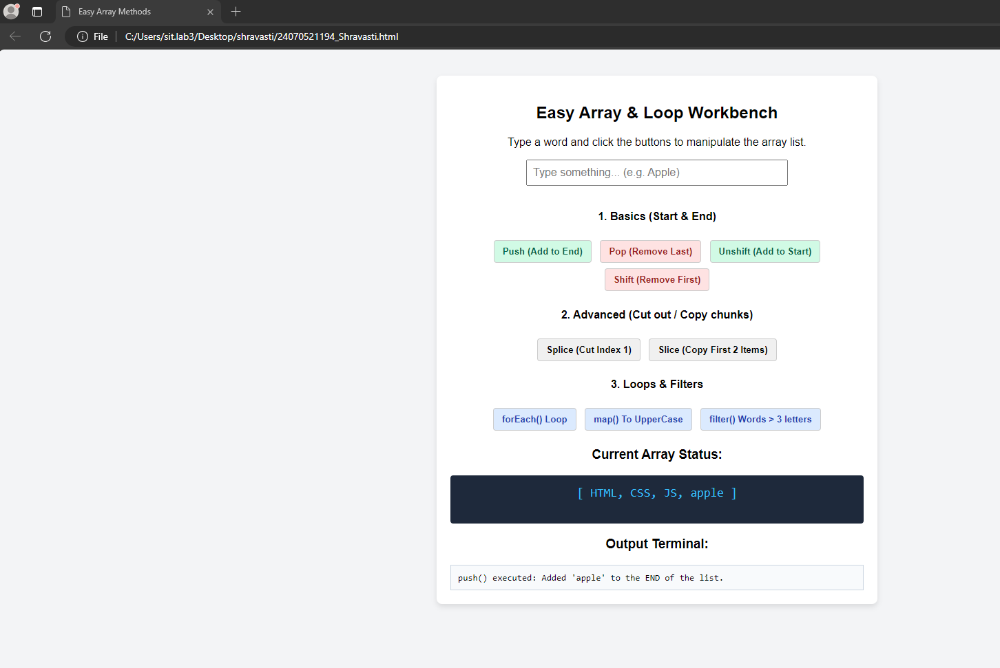 Easy Array Methods
File
C:/Users/sit.lab3/Desktop/shravasti/24070521194_Shravasti.html
Easy Array & Loop Workbench
Type a word and click the buttons to manipulate the array list.
Type something... (e.g. Apple)
1. Basics (Start & End)
Push (Add to End) Pop (Remove Last) Unshift (Add to Start)
Shift (Remove First)
2. Advanced (Cut out / Copy chunks)
Splice (Cut Index 1) Slice (Copy First 2 Items)
3. Loops & Filters
forEach() Loop map() To UpperCase filter() Words > 3 letters
Current Array Status:
[ HTML, CSS, JS, apple ]
Output Terminal:
push() executed: Added 'apple' to the END of the list.